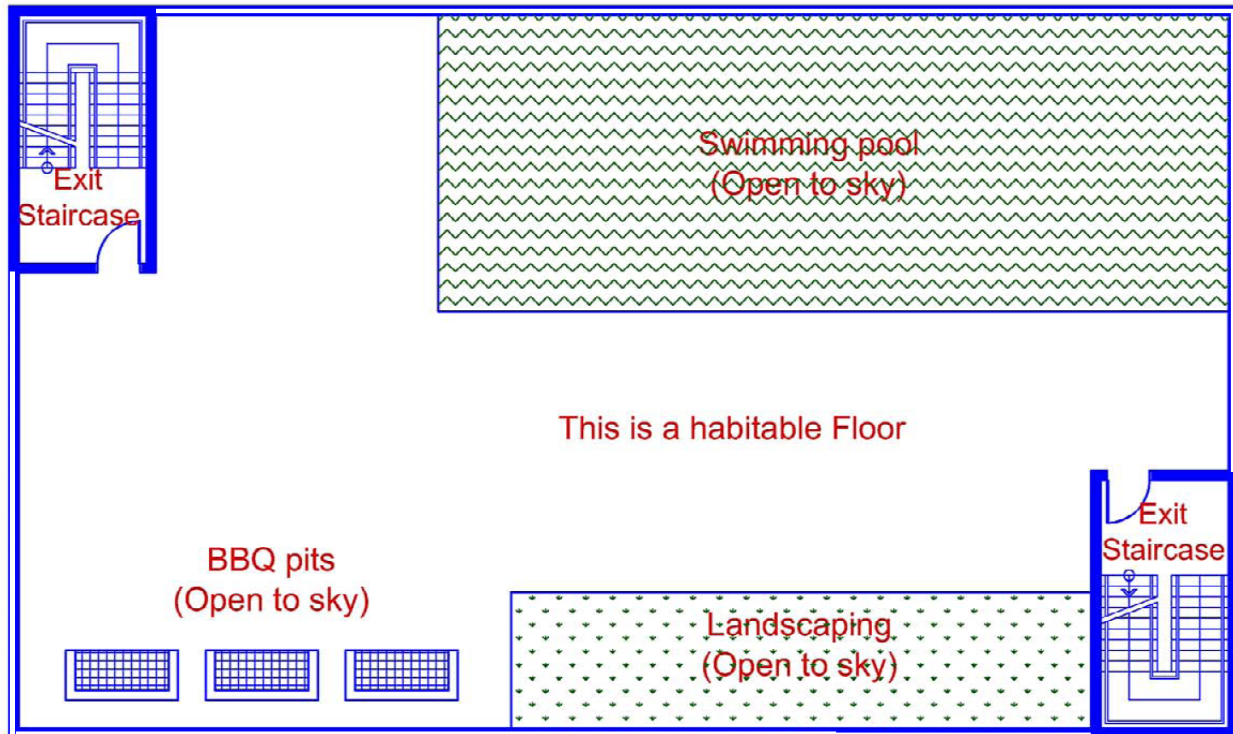 Swimming pool
(Open to sky)
Exit
Staircase
This is a habitable Floor
Exit
Staircase
BBQ pits
(Open to sky)
Landscaping
(Open to sky)